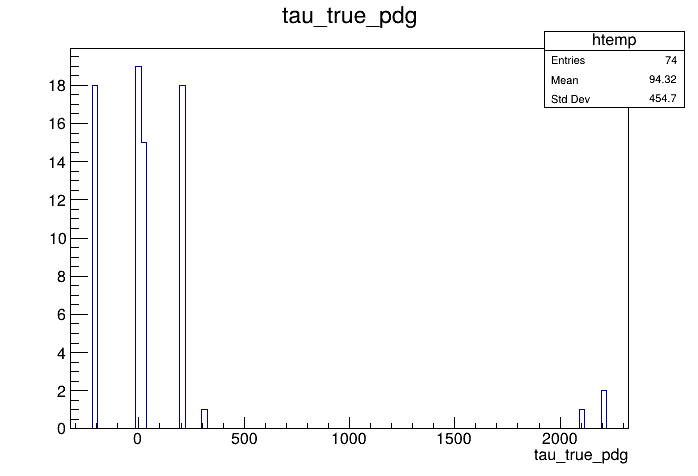 tau_true_pdg
htemp
Entries 74
Mean 94.32
Std Dev 454.7
18
16
14
12
10
8
6
4
2
0
0 500 1000 1500 2000
tau_true_pdg